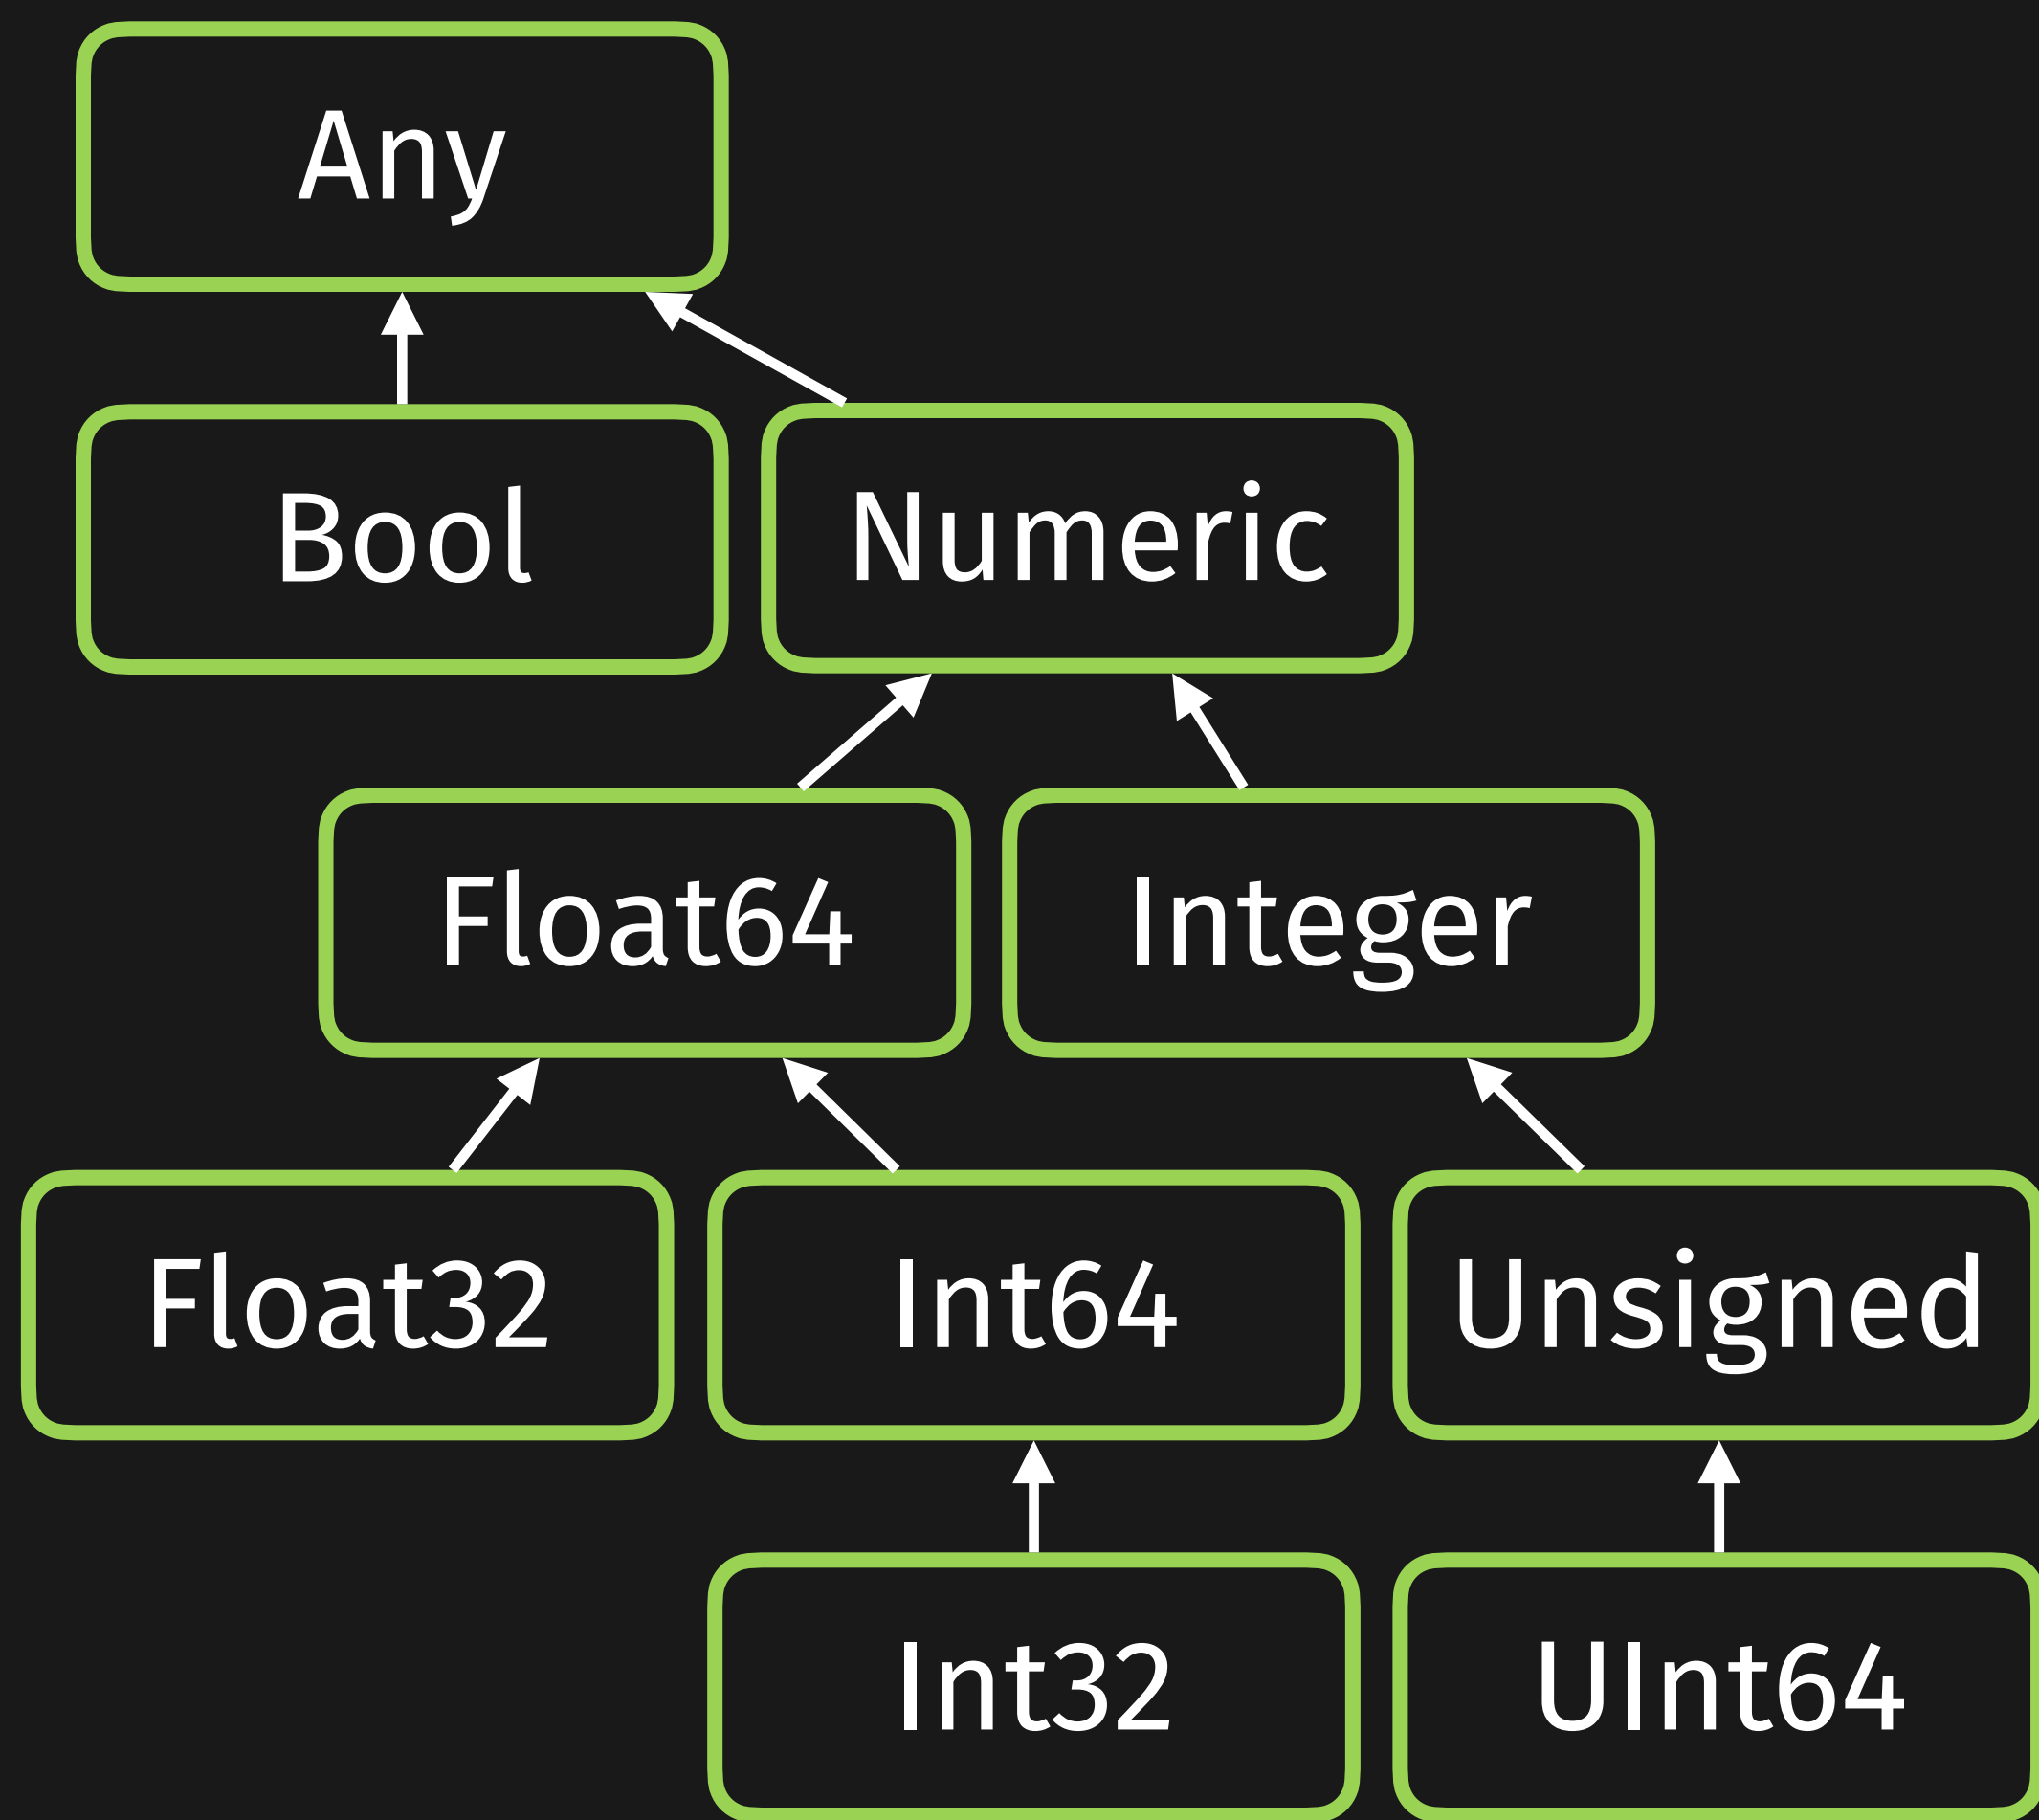 Any
Bool
Numeric
Float64
Integer
Float32
Int64
Unsigned
Int32
UInt64